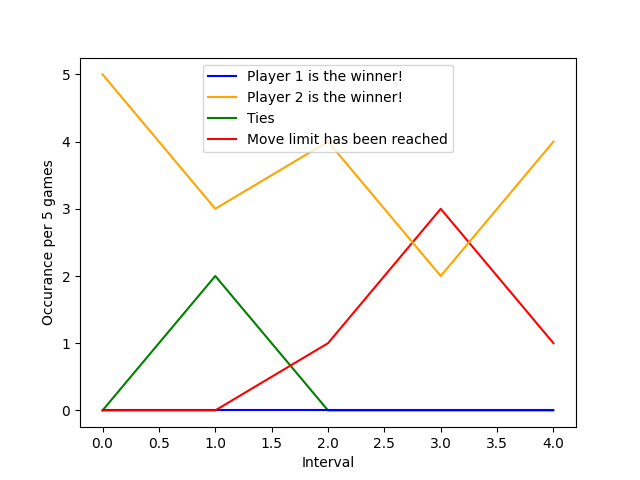 Player 1 is the winner!
Player 2 is the winner!
Ties
Move limit has been reached
5
4
3
2
1
0
Occurance per 5 games
0.0 0.5 1.0 1.5 2.0 2.5 3.0 3.5 4.0
Interval